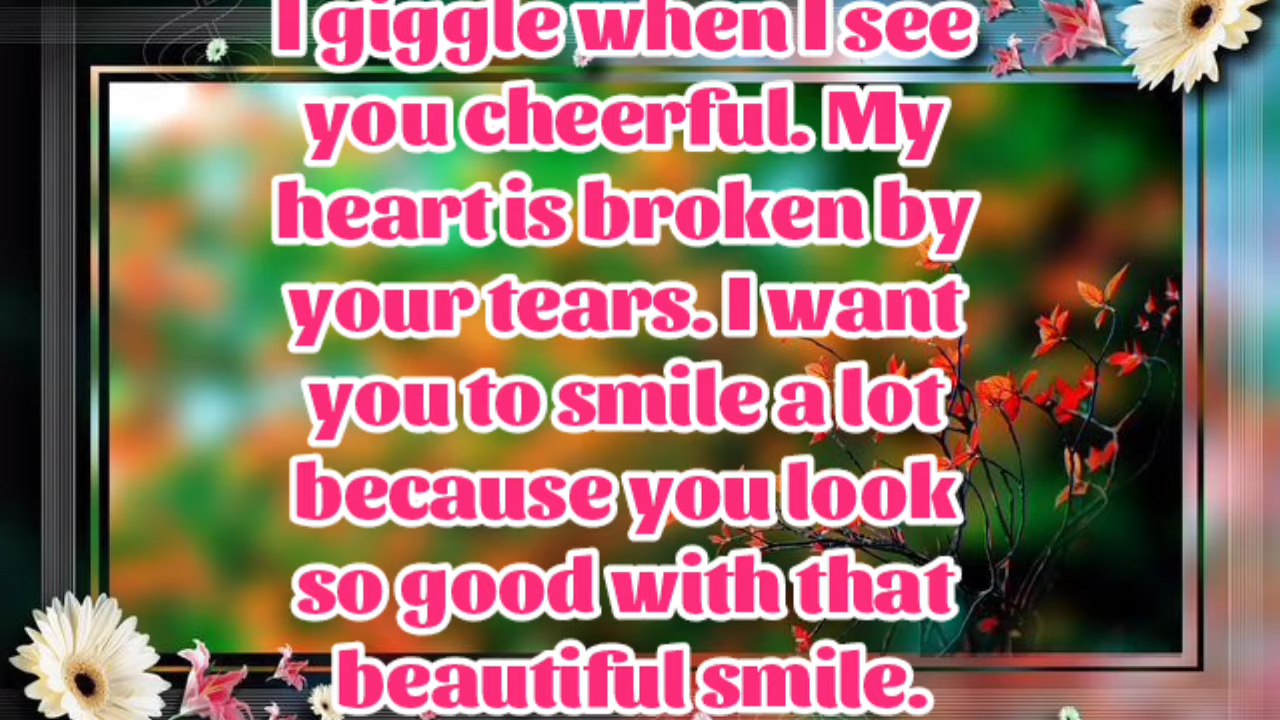 I giggle when I see
you cheerful. My
heart is broken by
your tears. I want
you to smile a lot
because you look
so good with that
beautiful smile.